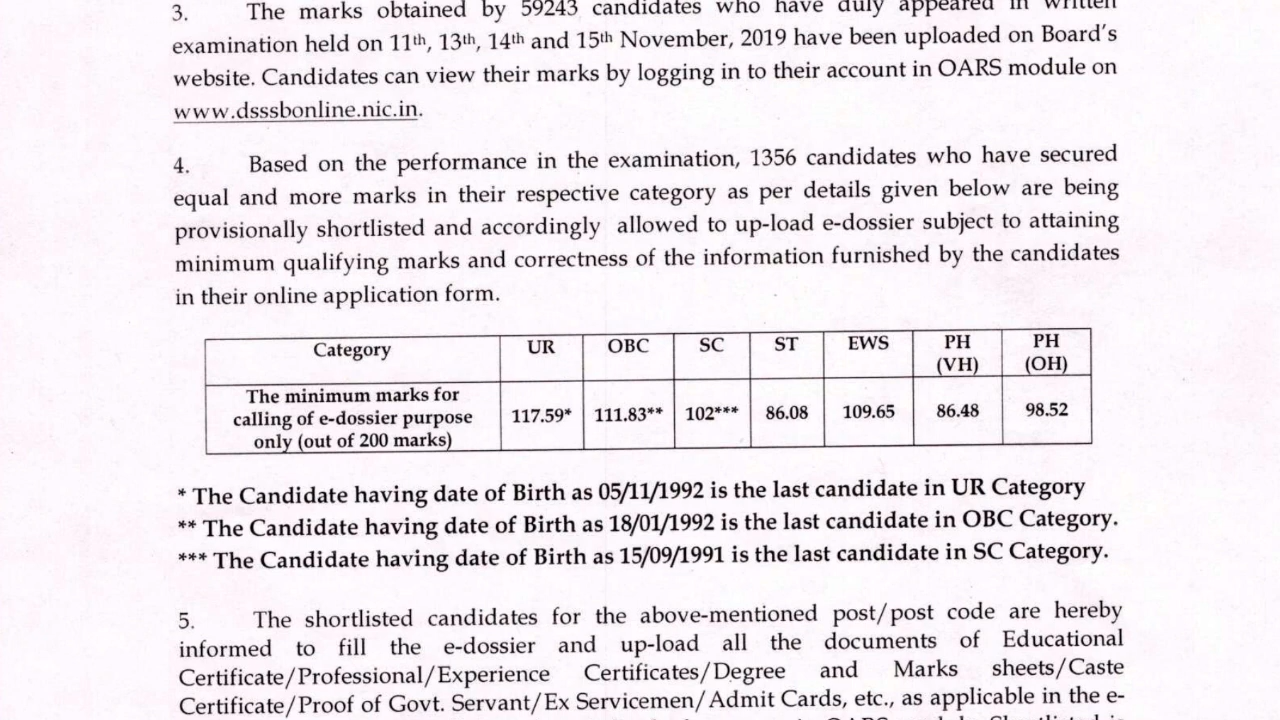 3. The marks obtained by 59243 candidates who have duly appeared in written
examination held on 11th, 13th, 14th and 15th November, 2019 have been uploaded on Board's
website. Candidates can view their marks by logging in to their account in OARS module on
www.dsssbonline.nic.in.
4. Based on the performance in the examination, 1356 candidates who have secured
equal and more marks in their respective category as per details given below are being
provisionally shortlisted and accordingly allowed to up-load e-dossier subject to attaining
minimum qualifying marks and correctness of the information furnished by the candidates
in their online application form.
Category UR OBC SC ST EWS PH (VH) PH (OH)
The minimum marks for
calling of e-dossier purpose
only (out of 200 marks)
117.59* 111.83** 102*** 86.08 109.65 86.48 98.52
* The Candidate having date of Birth as 05/11/1992 is the last candidate in UR Category
** The Candidate having date of Birth as 18/01/1992 is the last candidate in OBC Category.
*** The Candidate having date of Birth as 15/09/1991 is the last candidate in SC Category.
5. The shortlisted candidates for the above-mentioned post/post code are hereby
informed to fill the e-dossier and up-load all the documents of Educational
Certificate/Professional/Experience Certificates/Degree and Marks sheets/Caste
Certificate/Proof of Govt. Servant/Ex Servicemen/Admit Cards, etc., as applicable in the e-